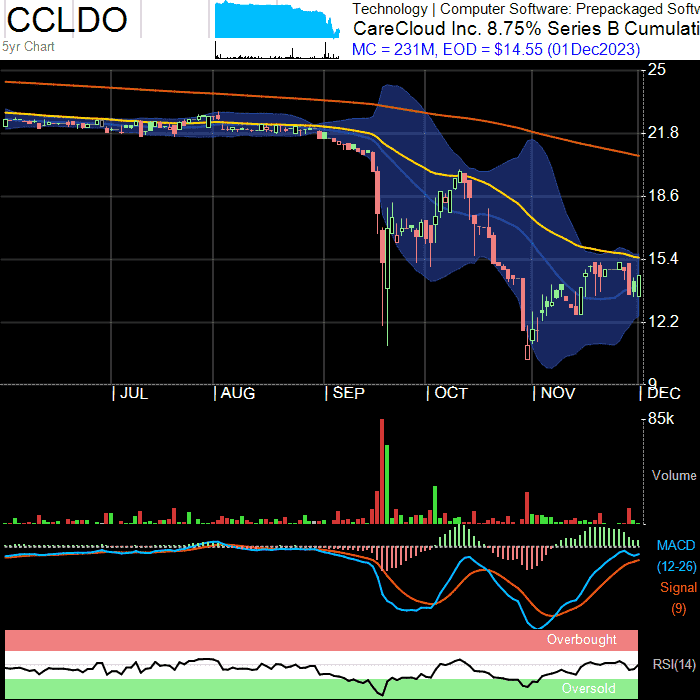 CCLDO
5yr Chart
Technology | Computer Software: Prepackaged Softw
CareCloud Inc. 8.75% Series B Cumulati
MC = 231M, EOD = $14.55 (01Dec2023)
25
21.8
18.6
15.4
12.2
9
| JUL | AUG | SEP | OCT | NOV | DEC
85k
Volume
MACD
(12-26)
Signal
(9)
Overbought
RSI(14)
Oversold